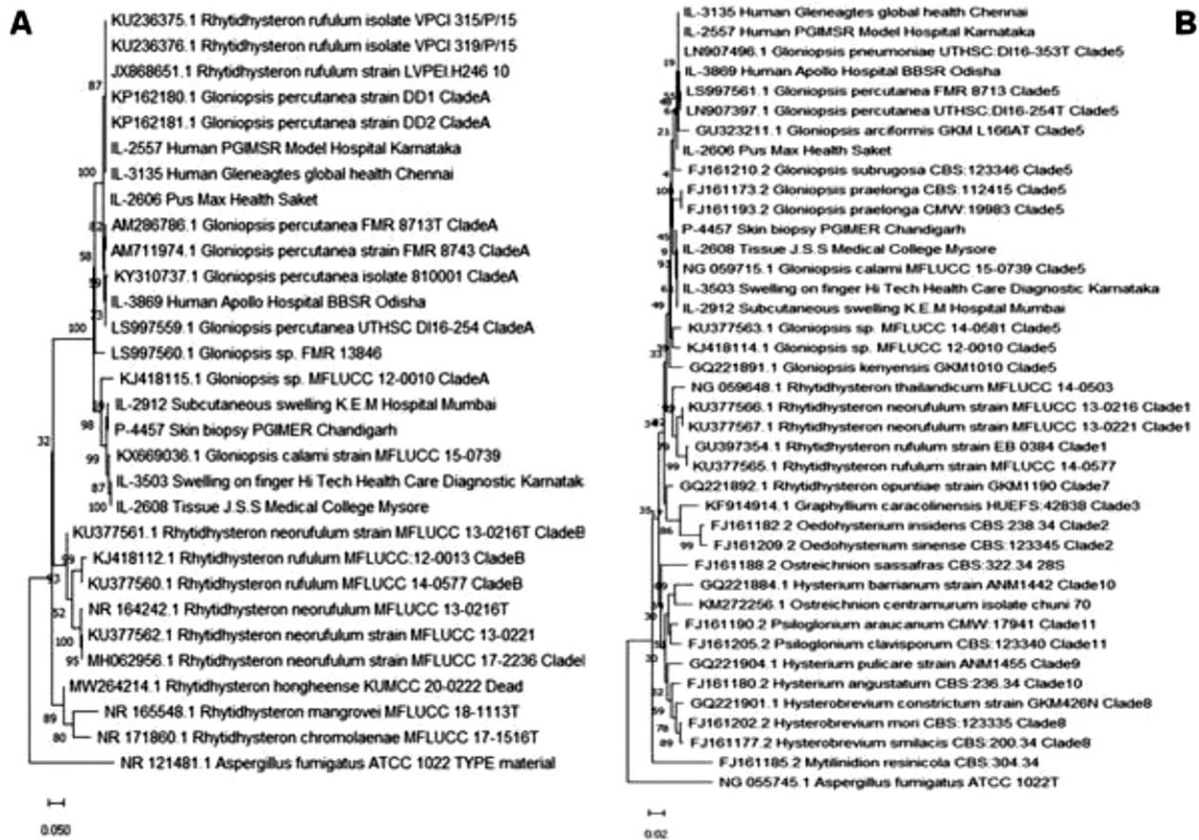 A
KU236375.1 Rhytidhysteron rufulum isolate VPCI 315/P/15
KU236376.1 Rhytidhysteron rufulum isolate VPCI 319/P/15
JX868651.1 Rhytidhysteron rufulum strain LVPEI.H246 10
87
KP162180.1 Gloniopsis percutanea strain DD1 CladeA
KP162181.1 Gloniopsis percutanea strain DD2 CladeA
IL-2557 Human PGIMSR Model Hospital Karnataka
100
IL-3135 Human Gleneagtes global health Chennai
IL-2606 Pus Max Health Saket
AM286786.1 Gloniopsis percutanea FMR 8713T CladeA
AM711974.1 Gloniopsis percutanea strain FMR 8743 CladeA
58
KY310737.1 Gloniopsis percutanea isolate 810001 CladeA
IL-3869 Human Apollo Hospital BBSR Odisha
100
LS997559.1 Gloniopsis percutanea UTHSC DI16-254 CladeA
LS997560.1 Gloniopsis sp. FMR 13846
KJ418115.1 Gloniopsis sp. MFLUCC 12-0010 CladeA
IL-2912 Subcutaneous swelling K.E.M Hospital Mumbai
98
P-4457 Skin biopsy PGIMER Chandigarh
32
99
KX669036.1 Gloniopsis calami strain MFLUCC 15-0739
IL-3503 Swelling on finger Hi Tech Health Care Diagnostic Karnatak
87
100
IL-2608 Tissue J.S.S Medical College Mysore
KU377561.1 Rhytidhysteron neorufulum strain MFLUCC 13-0216T CladeB
KJ418112.1 Rhytidhysteron rufulum MFLUCC:12-0013 CladeB
93
KU377560.1 Rhytidhysteron rufulum MFLUCC 14-0577 CladeB
52
NR 164242.1 Rhytidhysteron neorufulum MFLUCC 13-0216T
100
KU377562.1 Rhytidhysteron neorufulum strain MFLUCC 13-0221
95
MH062956.1 Rhytidhysteron neorufulum strain MFLUCC 17-2236 Cladel
MW264214.1 Rhytidhysteron hongheense KUMCC 20-0222 Dead
89
NR 165548.1 Rhytidhysteron mangrovei MFLUCC 18-1113T
80
NR 171860.1 Rhytidhysteron chromolaenae MFLUCC 17-1516T
NR 121481.1 Aspergillus fumigatus ATCC 1022 TYPE material
0.050
B
IL-3135 Human Gleneagtes global health Chennai
IL-2557 Human PGIMSR Model Hospital Karnataka
LN907496.1 Gloniopsis pneumoniae UTHSC:DI16-353T Clade5
19
IL-3869 Human Apollo Hospital BBSR Odisha
LS997561.1 Gloniopsis percutanea FMR 8713 Clade5
LN907397.1 Gloniopsis percutanea UTHSC:DI16-254T Clade5
21
GU323211.1 Gloniopsis arciformis GKM L166AT Clade5
IL-2606 Pus Max Health Saket
4
FJ161210.2 Gloniopsis subrugosa CBS:123346 Clade5
FJ161173.2 Gloniopsis praelonga CBS:112415 Clade5
FJ161193.2 Gloniopsis praelonga CMW:19983 Clade5
P-4457 Skin biopsy PGIMER Chandigarh
45
9
IL-2608 Tissue J.S.S Medical College Mysore
NG 059715.1 Gloniopsis calami MFLUCC 15-0739 Clade5
IL-3503 Swelling on finger Hi Tech Health Care Diagnostic Karnataka
49
IL-2912 Subcutaneous swelling K.E.M Hospital Mumbai
KU377563.1 Gloniopsis sp. MFLUCC 14-0581 Clade5
KJ418114.1 Gloniopsis sp. MFLUCC 12-0010 Clade5
33
GQ221891.1 Gloniopsis kenyensis GKM1010 Clade5
NG 059648.1 Rhytidhysteron thailandicum MFLUCC 14-0503
KU377566.1 Rhytidhysteron neorufulum strain MFLUCC 13-0216 Clade1
KU377567.1 Rhytidhysteron neorufulum strain MFLUCC 13-0221 Clade1
GU397354.1 Rhytidhysteron rufulum strain EB 0384 Clade1
99
KU377565.1 Rhytidhysteron rufulum strain MFLUCC 14-0577
GQ221892.1 Rhytidhysteron opuntiae strain GKM1190 Clade7
KF914914.1 Graphyllium caracolinensis HUEFS:42838 Clade3
35
86
FJ161182.2 Oedohysterium insidens CBS:238.34 Clade2
99
FJ161209.2 Oedohysterium sinense CBS:123345 Clade2
FJ161188.2 Ostreichnion sassafras CBS:322.34 28S
GQ221884.1 Hysterium barrianum strain ANM1442 Clade10
KM272256.1 Ostreichnion centramurum isolate chuni 70
30
FJ161190.2 Psiloglonium araucanum CMW:17941 Clade11
FJ161205.2 Psiloglonium clavisporum CBS:123340 Clade11
GQ221904.1 Hysterium pulicare strain ANM1455 Clade9
FJ161180.2 Hysterium angustatum CBS:236.34 Clade10
GQ221901.1 Hysterobrevium constrictum strain GKM426N Clade8
59
FJ161202.2 Hysterobrevium mori CBS:123335 Clade8
78
89
FJ161177.2 Hysterobrevium smilacis CBS:200.34 Clade8
FJ161185.2 Mytilinidion resinicola CBS:304.34
NG 055745.1 Aspergillus fumigatus ATCC 1022T
0.02